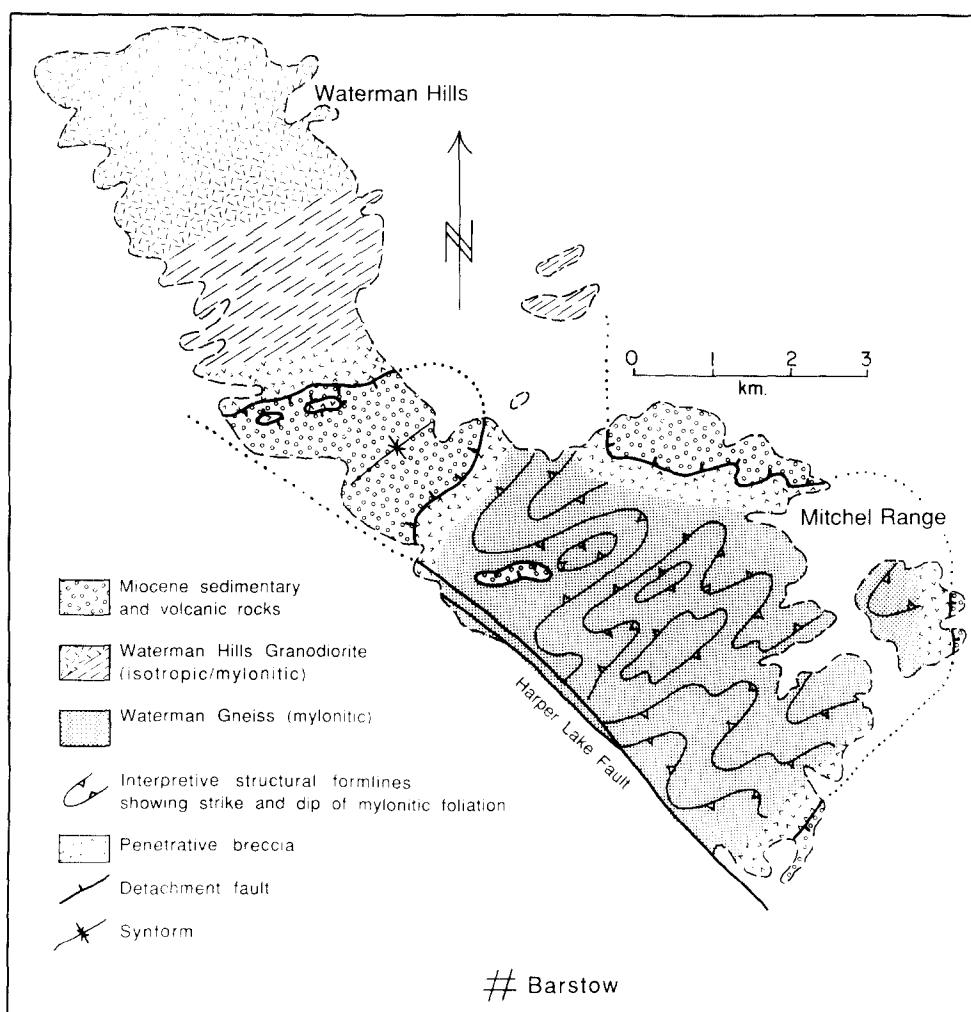 Waterman Hills
N
0 1 2 3
km.
Mitchel Range
Miocene sedimentary
and volcanic rocks
Waterman Hills Granodiorite
(isotropic/mylonitic)
Waterman Gneiss (mylonitic)
Harper Lake Fault
Interpretive structural formlines
showing strike and dip of mylonitic foliation
Penetrative breccia
Detachment fault
Synform
Barstow